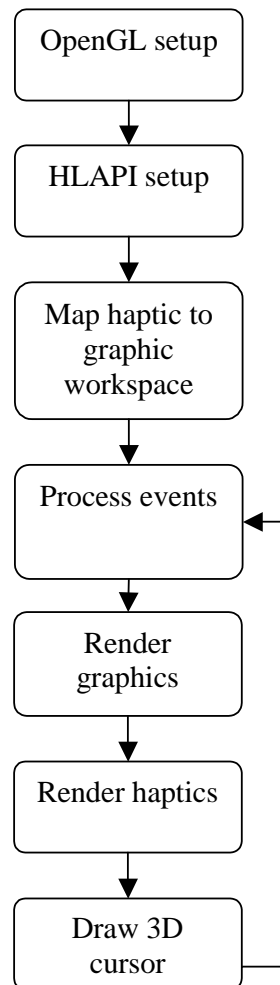 OpenGL setup
HLAPI setup
Map haptic to
graphic
workspace
Process events
Render
graphics
Render haptics
Draw 3D
cursor